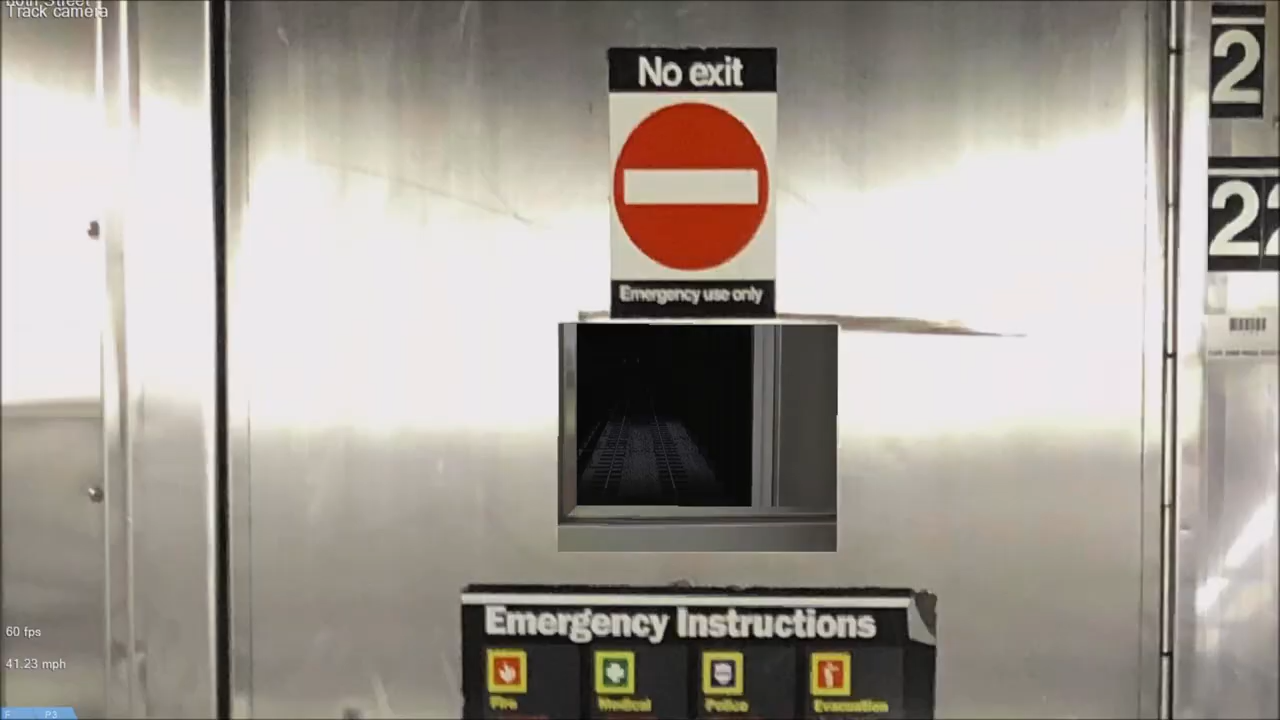 Track camera
No exit
Emergency use only
2
22
Emergency Instructions
Fire
Medical
Police
Evacuation
60 fps
41.23 mph
F
P3